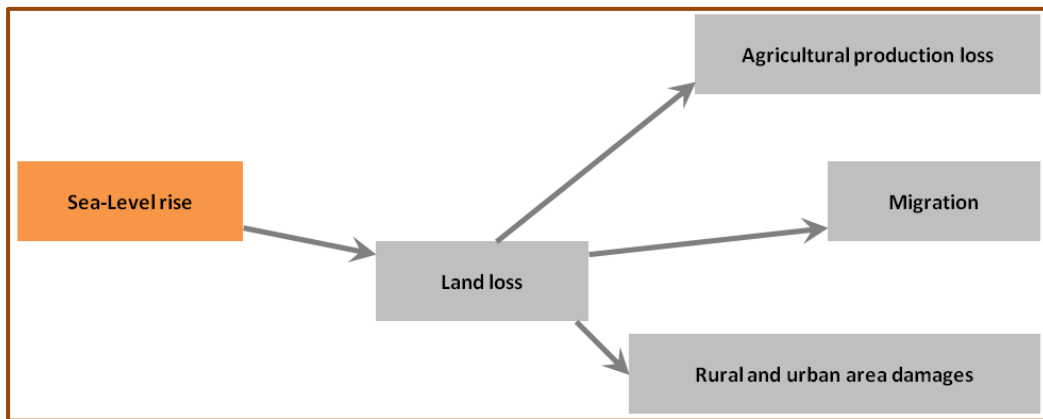 Agricultural production loss
Sea-Level rise
Migration
Land loss
Rural and urban area damages